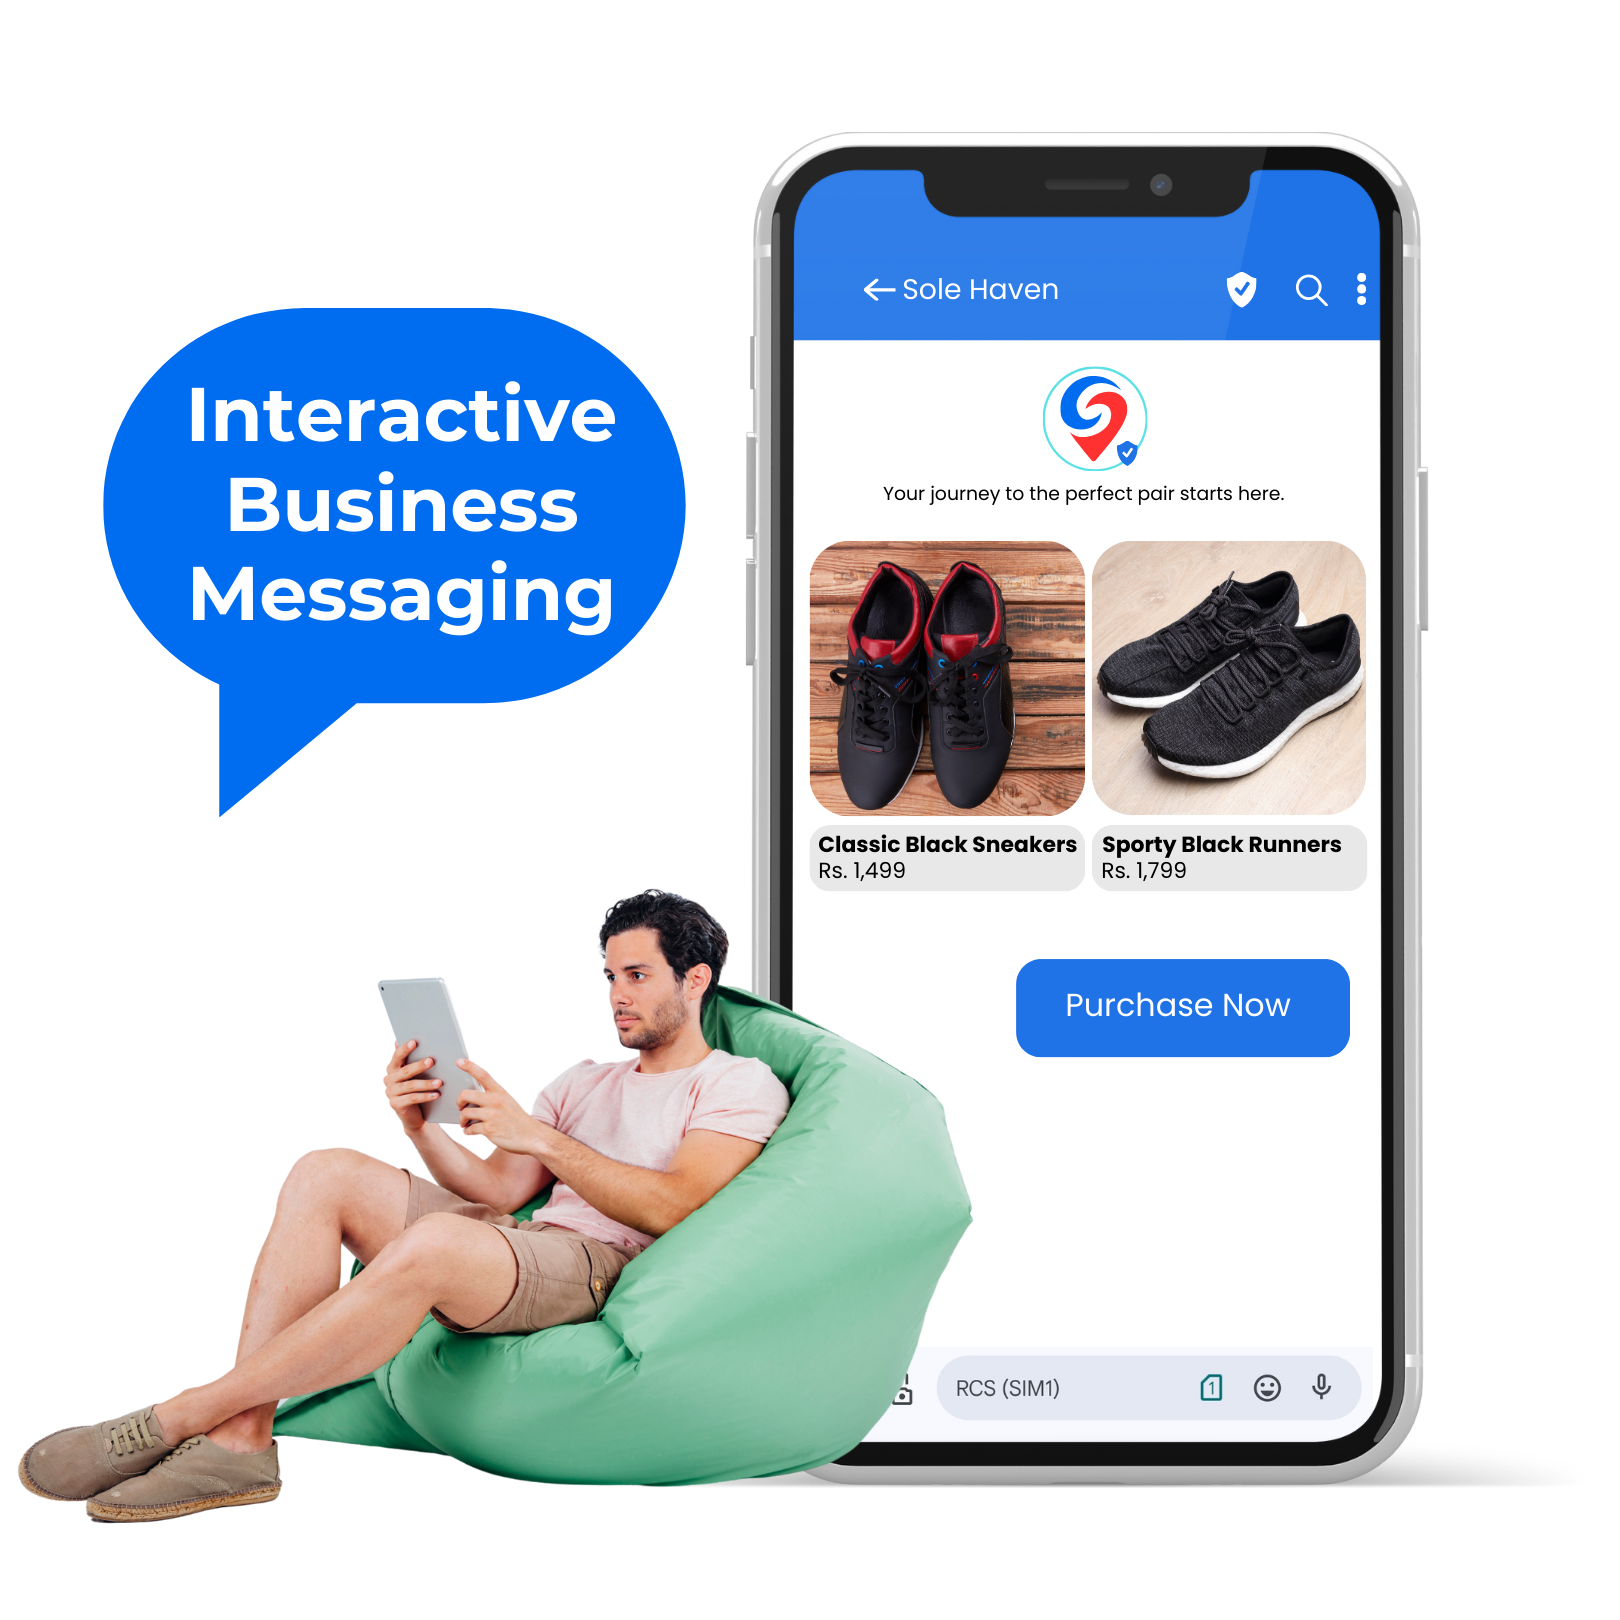 Interactive
Business
Messaging
Sole Haven
Your journey to the perfect pair starts here.
Classic Black Sneakers
Rs. 1,499
Sporty Black Runners
Rs. 1,799
Purchase Now
RCS (SIM1)
1